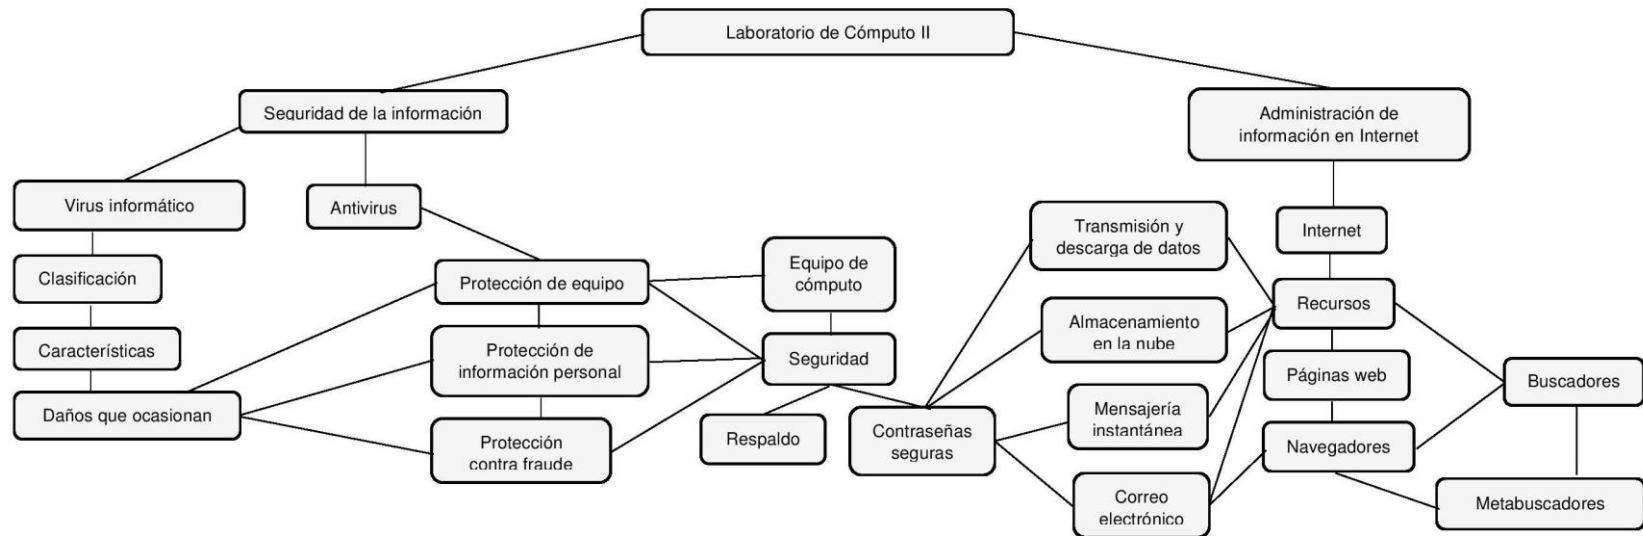 Laboratorio de Cómputo II
Seguridad de la información
Administración de
información en Internet
Virus informático
Antivirus
Transmisión y
descarga de datos
Internet
Clasificación
Protección de equipo
Equipo de
cómputo
Recursos
Características
Protección de
información personal
Seguridad
Almacenamiento
en la nube
Páginas web
Buscadores
Daños que ocasionan
Protección
contra fraude
Respaldo
Contraseñas
seguras
Mensajería
instantánea
Navegadores
Correo
electrónico
Metabuscadores